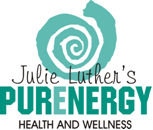 Julie Luther's
PURENERGY
HEALTH AND WELLNESS